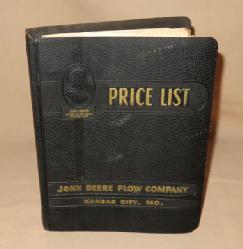 PRICE LIST
JOHN DEERE PLOW COMPANY
KANSAS CITY, MO.